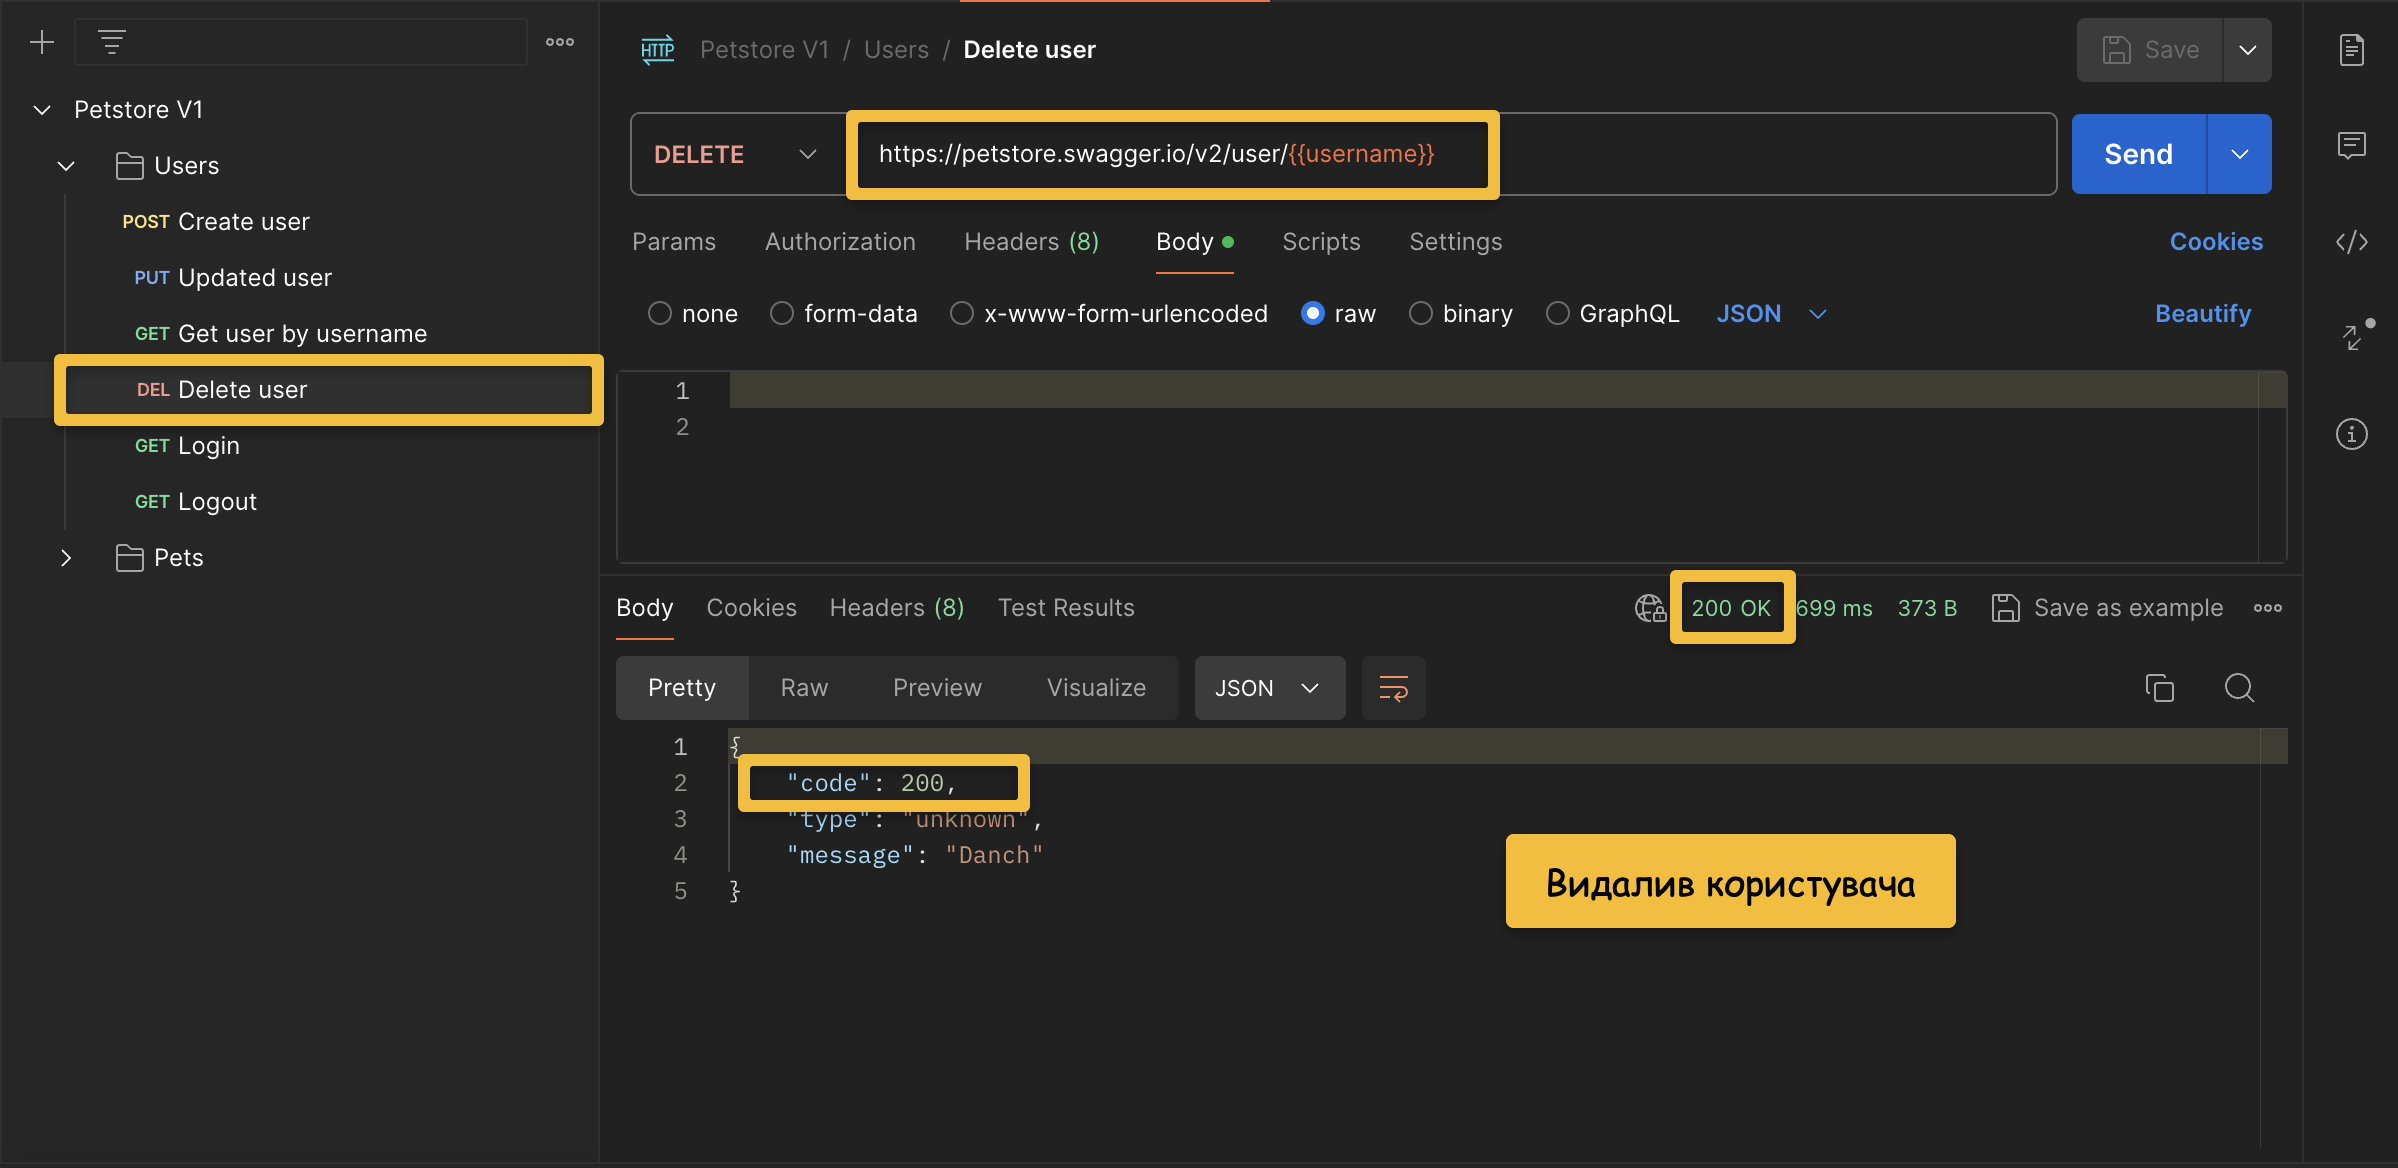 Petstore V1
Users
POST Create user
PUT Updated user
GET Get user by username
DEL Delete user
GET Login
GET Logout
Pets
HTTP Petstore V1 / Users / Delete user
Save
DELETE https://petstore.swagger.io/v2/user/{{username}}
Send
Params Authorization Headers (8) Body Scripts Settings Cookies
none form-data x-www-form-urlencoded raw binary GraphQL JSON Beautify
1
2
Body Cookies Headers (8) Test Results 200 OK 699 ms 373 B Save as example
Pretty Raw Preview Visualize JSON
1 {
2 "code": 200,
3 "type": "unknown",
4 "message": "Danch"
5 }
Видалив користувача